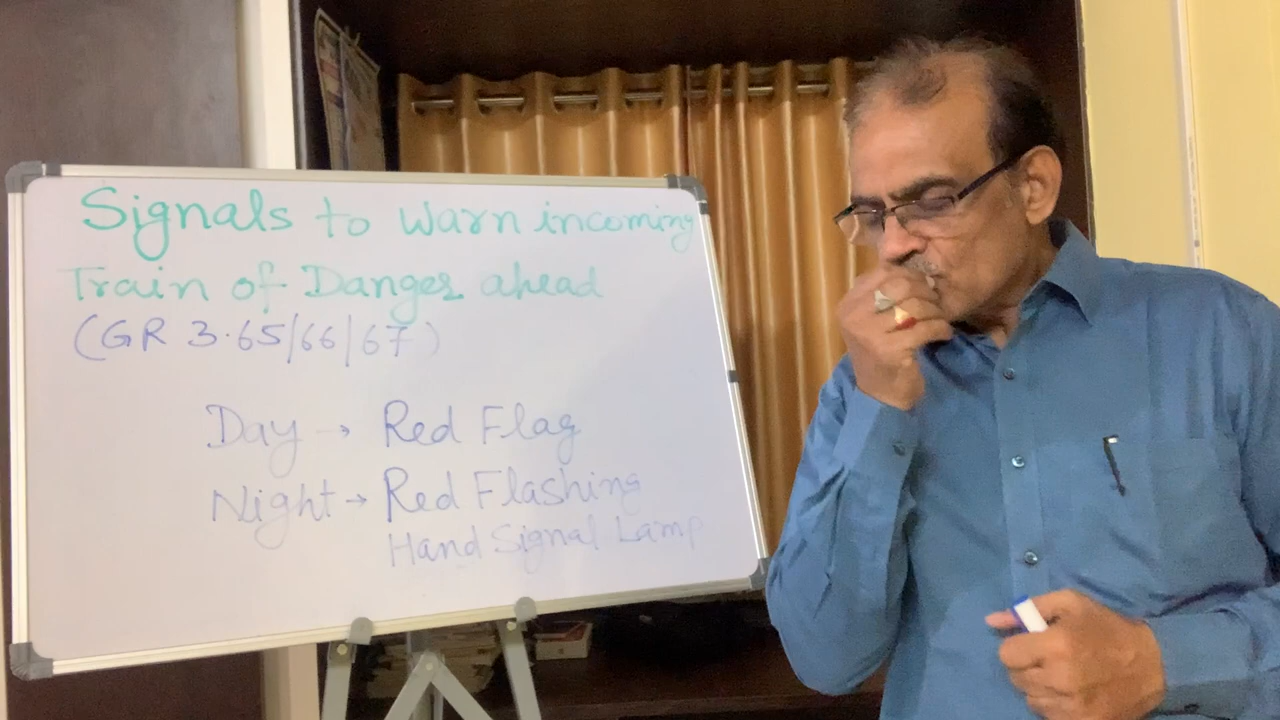 Signals to warn incoming
Train of Danger ahead
(GR 3.65/66/67)
Day → Red Flag
Night → Red Flashing
Hand Signal Lamp